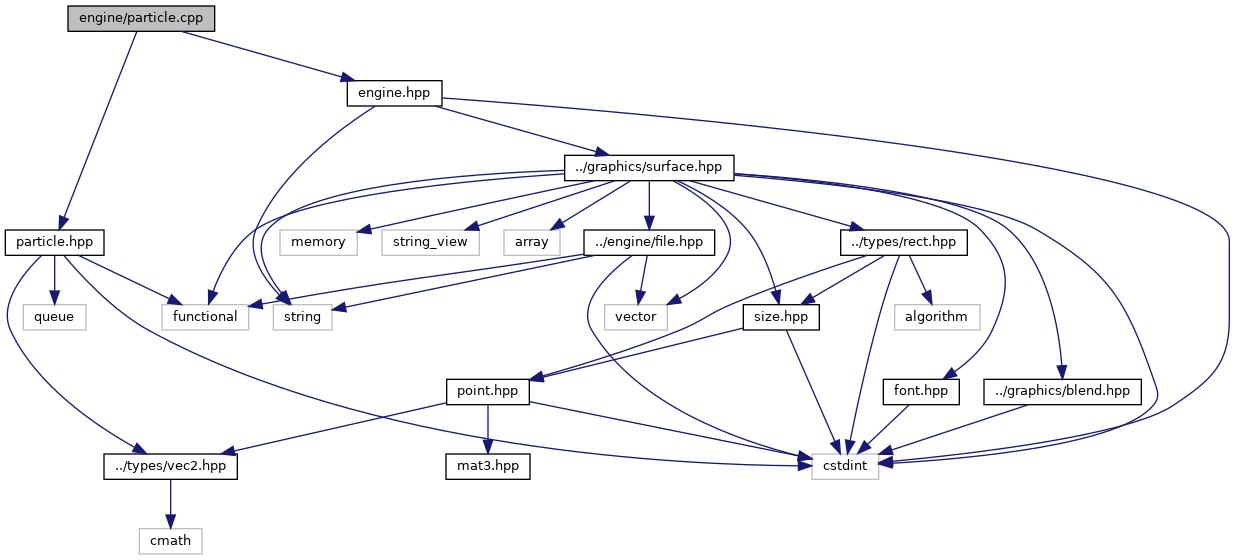 engine/particle.cpp
engine.hpp
../graphics/surface.hpp
particle.hpp
memory
string_view
array
../engine/file.hpp
../types/rect.hpp
queue
functional
string
vector
size.hpp
algorithm
point.hpp
font.hpp
../graphics/blend.hpp
../types/vec2.hpp
mat3.hpp
cstdint
cmath